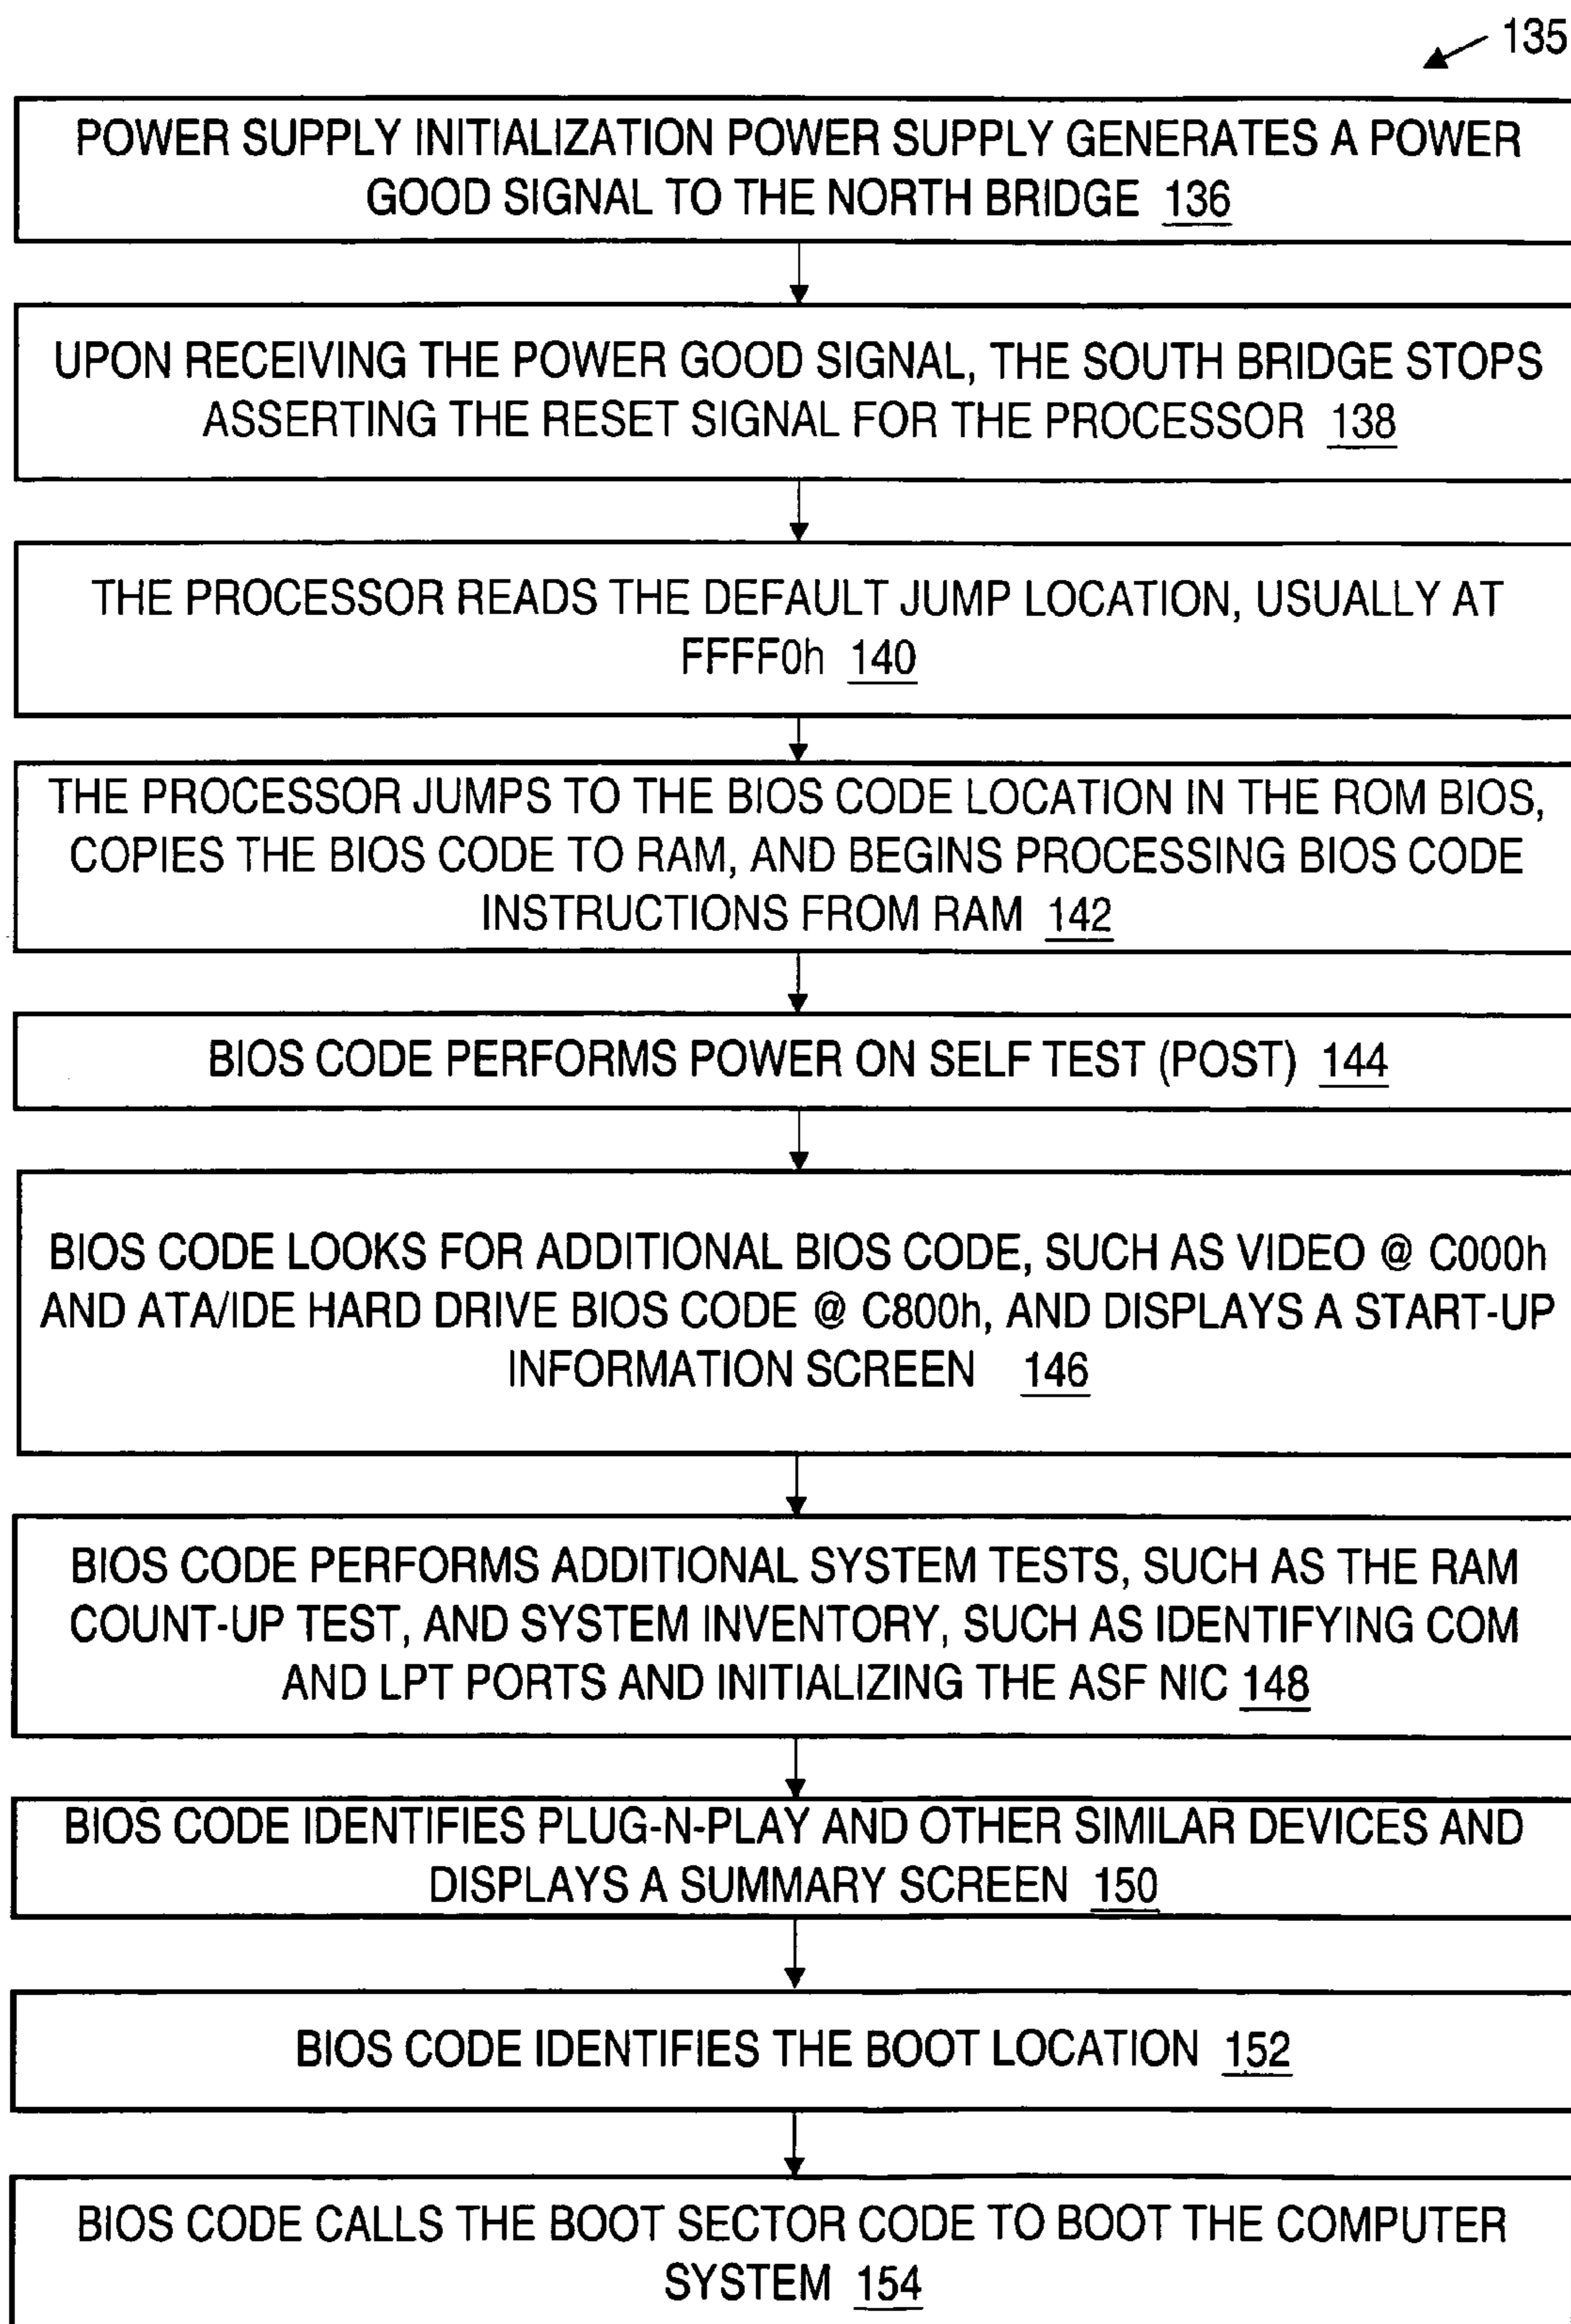 135
POWER SUPPLY INITIALIZATION POWER SUPPLY GENERATES A POWER
GOOD SIGNAL TO THE NORTH BRIDGE 136
UPON RECEIVING THE POWER GOOD SIGNAL, THE SOUTH BRIDGE STOPS
ASSERTING THE RESET SIGNAL FOR THE PROCESSOR 138
THE PROCESSOR READS THE DEFAULT JUMP LOCATION, USUALLY AT
FFFF0h 140
THE PROCESSOR JUMPS TO THE BIOS CODE LOCATION IN THE ROM BIOS,
COPIES THE BIOS CODE TO RAM, AND BEGINS PROCESSING BIOS CODE
INSTRUCTIONS FROM RAM 142
BIOS CODE PERFORMS POWER ON SELF TEST (POST) 144
BIOS CODE LOOKS FOR ADDITIONAL BIOS CODE, SUCH AS VIDEO @ C000h
AND ATA/IDE HARD DRIVE BIOS CODE @ C800h, AND DISPLAYS A START-UP
INFORMATION SCREEN 146
BIOS CODE PERFORMS ADDITIONAL SYSTEM TESTS, SUCH AS THE RAM
COUNT-UP TEST, AND SYSTEM INVENTORY, SUCH AS IDENTIFYING COM
AND LPT PORTS AND INITIALIZING THE ASF NIC 148
BIOS CODE IDENTIFIES PLUG-N-PLAY AND OTHER SIMILAR DEVICES AND
DISPLAYS A SUMMARY SCREEN 150
BIOS CODE IDENTIFIES THE BOOT LOCATION 152
BIOS CODE CALLS THE BOOT SECTOR CODE TO BOOT THE COMPUTER
SYSTEM 154